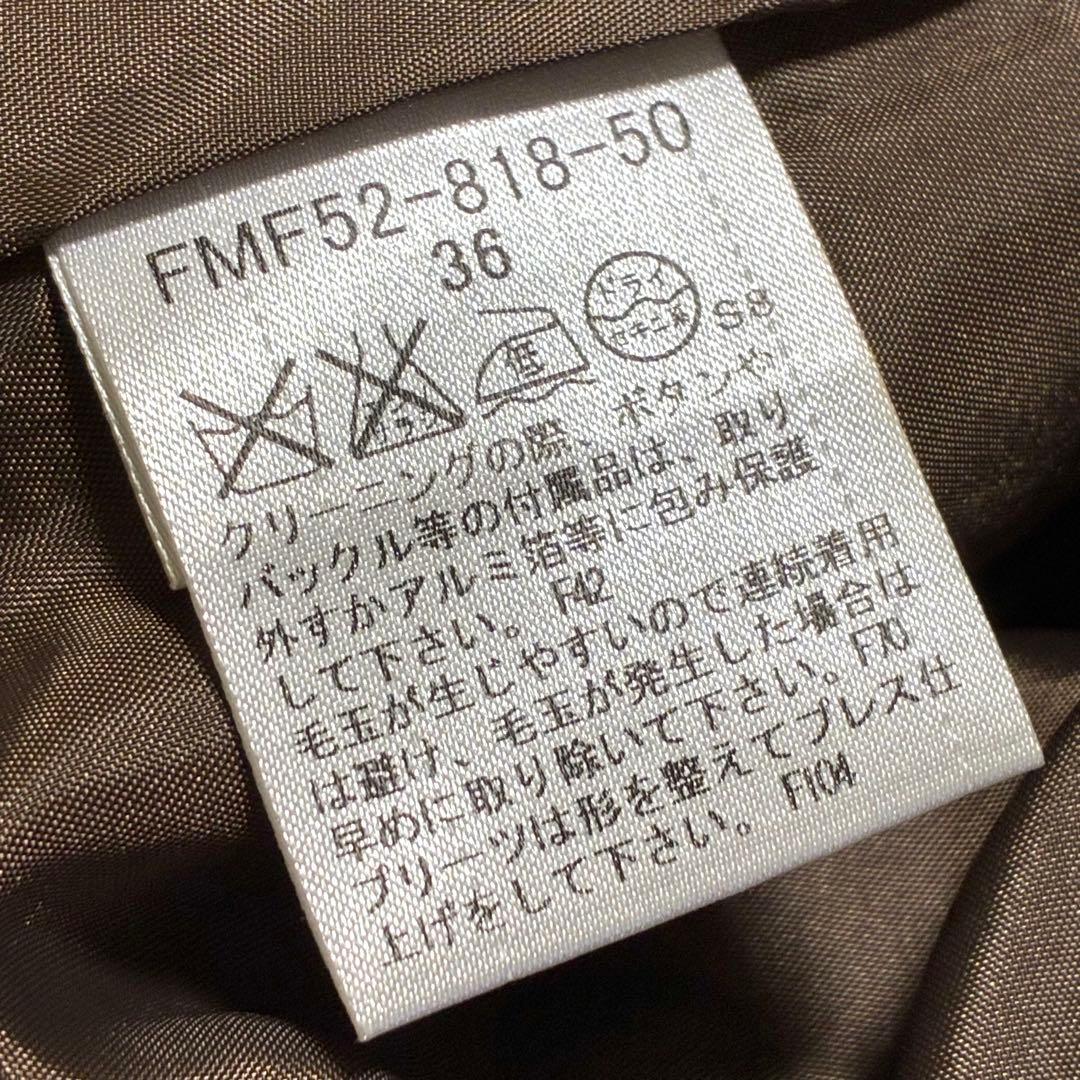 FMF52-818-50
36
低
ドライ
セキユ系
S8
クリーニングの際、ボタンや
バックル等の付属品は、取り
外すかアルミ箔等に包み保護
して下さい。 F42
毛玉が生じやすいので連続着用
は避け、毛玉が発生した場合は
早めに取り除いて下さい。 F70
プリーツは形を整えてプレス仕
上げをして下さい。 F104